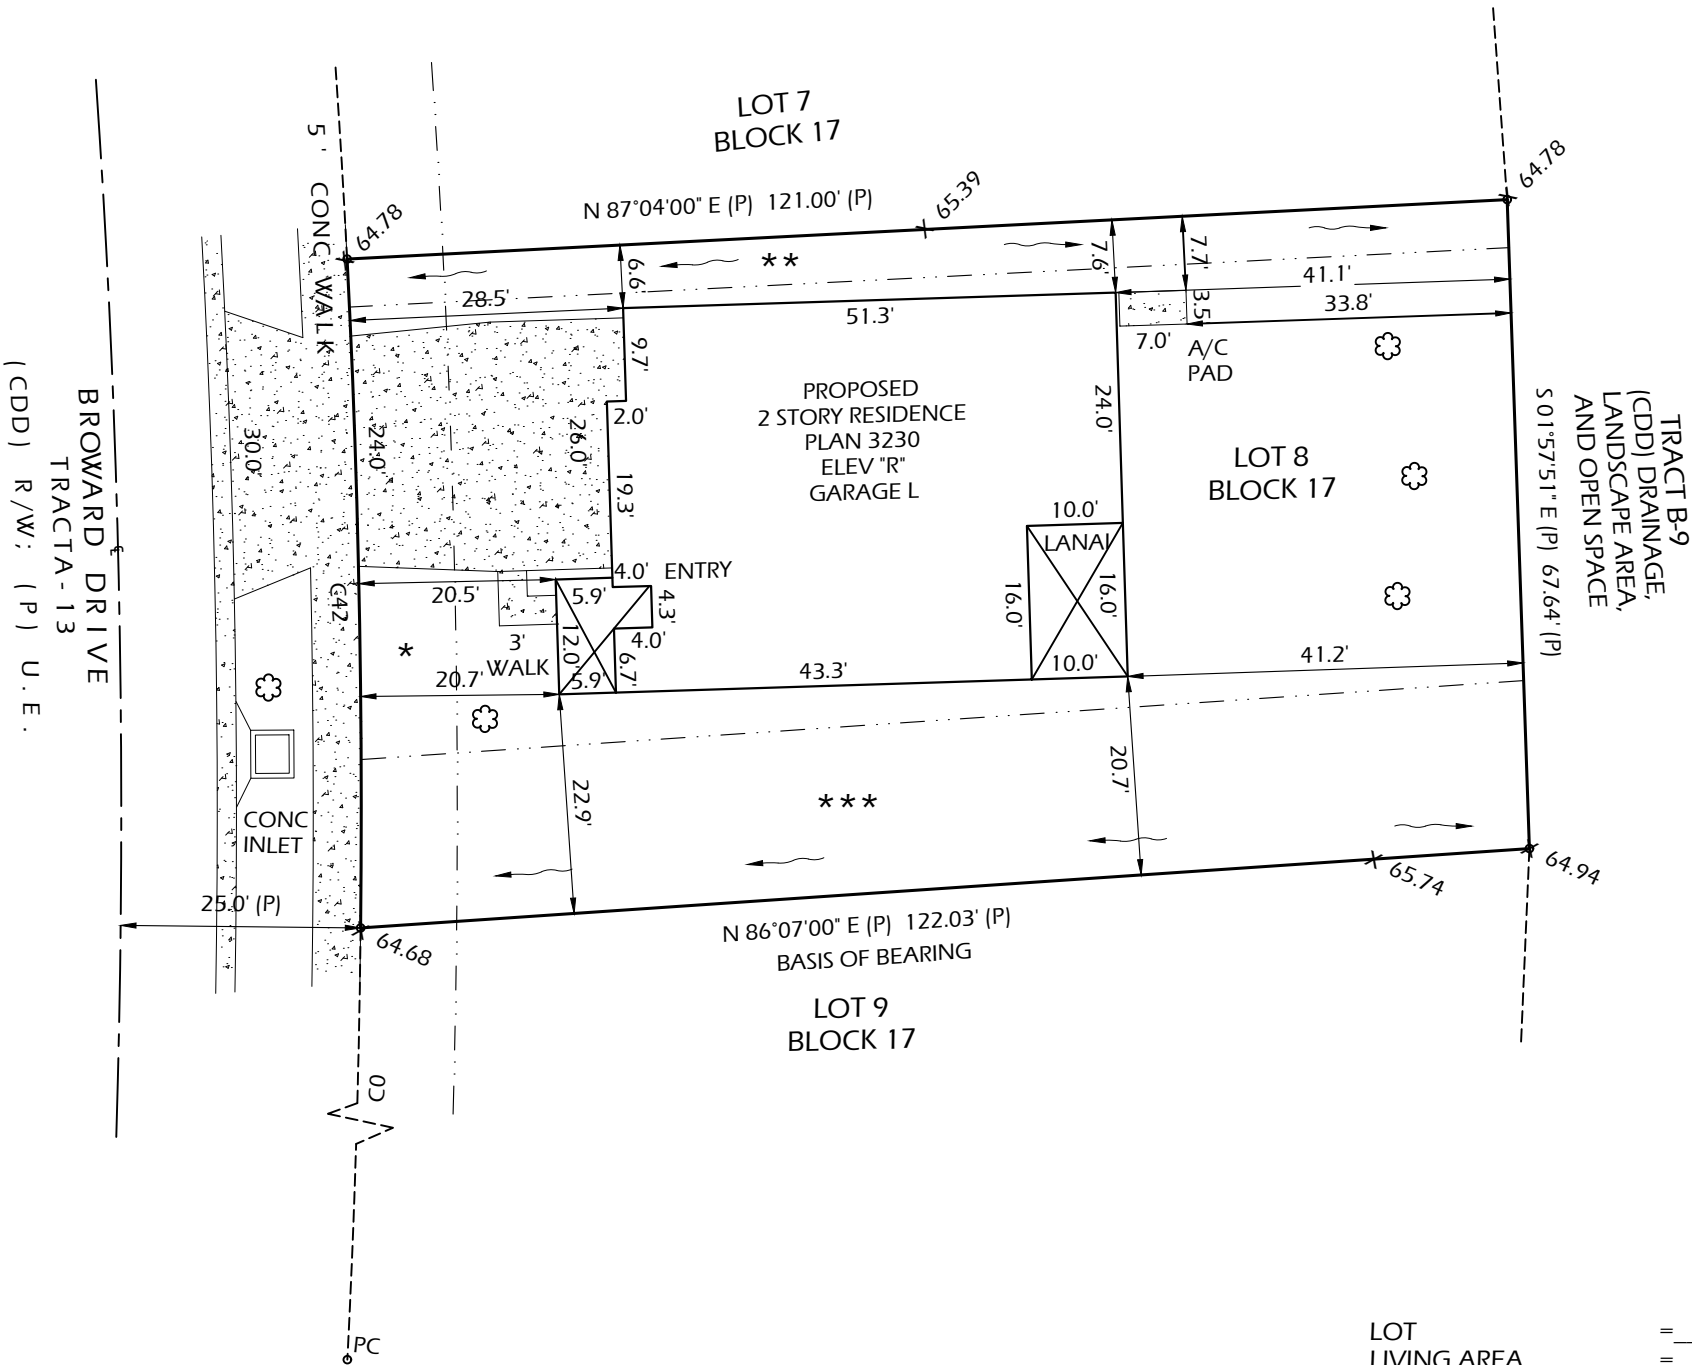 LOT 7
BLOCK 17
N 87°04'00" E (P) 121.00' (P)
65.39
64.78
64.78
5' CONC WALK
**
6.6'
7.6'
7.7'
28.5'
51.3'
41.1'
3.5'
33.8'
7.0'
A/C
PAD
9.7'
2.0'
26.0'
19.3'
24.0'
30.0'
24.0'
PROPOSED
2 STORY RESIDENCE
PLAN 3230
ELEV "R"
GARAGE L
LOT 8
BLOCK 17
TRACT B-9
(CDD) DRAINAGE,
LANDSCAPE AREA,
AND OPEN SPACE
S 01°57'51" E (P) 67.64' (P)
BROWARD DRIVE
TRACT A-13
(CDD) R/W; (P) U.E.
10.0'
LANAI
16.0'
16.0'
10.0'
4.0'
ENTRY
5.9'
4.3'
4.0'
12.0'
6.7'
5.9'
20.5'
C42
*
3'
WALK
20.7'
43.3'
41.2'
22.9'
20.7'
***
CONC
INLET
25.0' (P)
64.68
65.74
64.94
N 86°07'00" E (P) 122.03' (P)
BASIS OF BEARING
LOT 9
BLOCK 17
PC
LOT =
LIVING AREA =